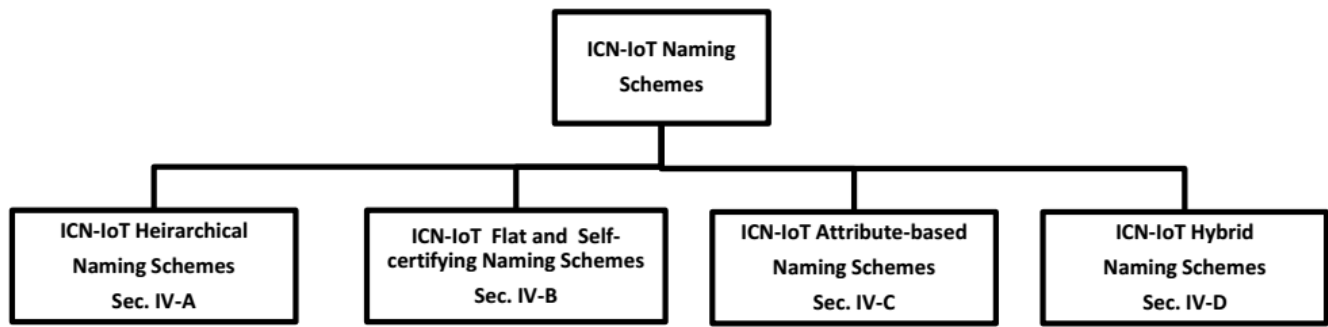 ICN-IoT Naming
Schemes
ICN-IoT Heirarchical
Naming Schemes
Sec. IV-A
ICN-IoT Flat and Self-
certifying Naming Schemes
Sec. IV-B
ICN-IoT Attribute-based
Naming Schemes
Sec. IV-C
ICN-IoT Hybrid
Naming Schemes
Sec. IV-D